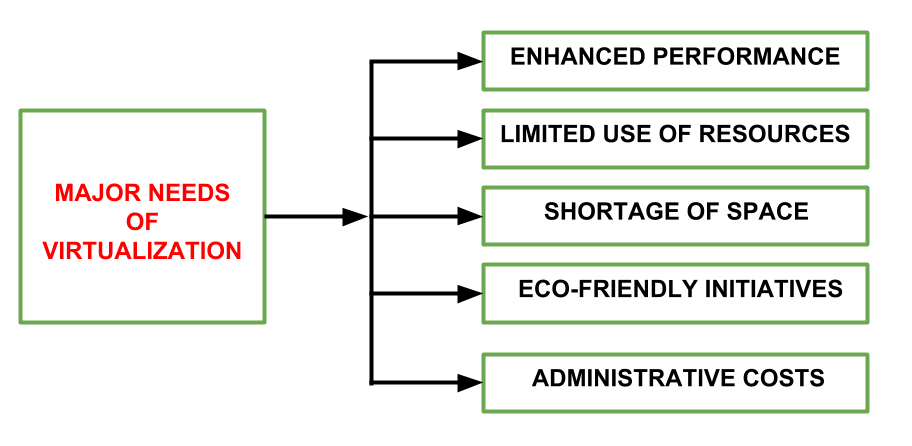 MAJOR NEEDS
OF
VIRTUALIZATION
ENHANCED PERFORMANCE
LIMITED USE OF RESOURCES
SHORTAGE OF SPACE
ECO-FRIENDLY INITIATIVES
ADMINISTRATIVE COSTS